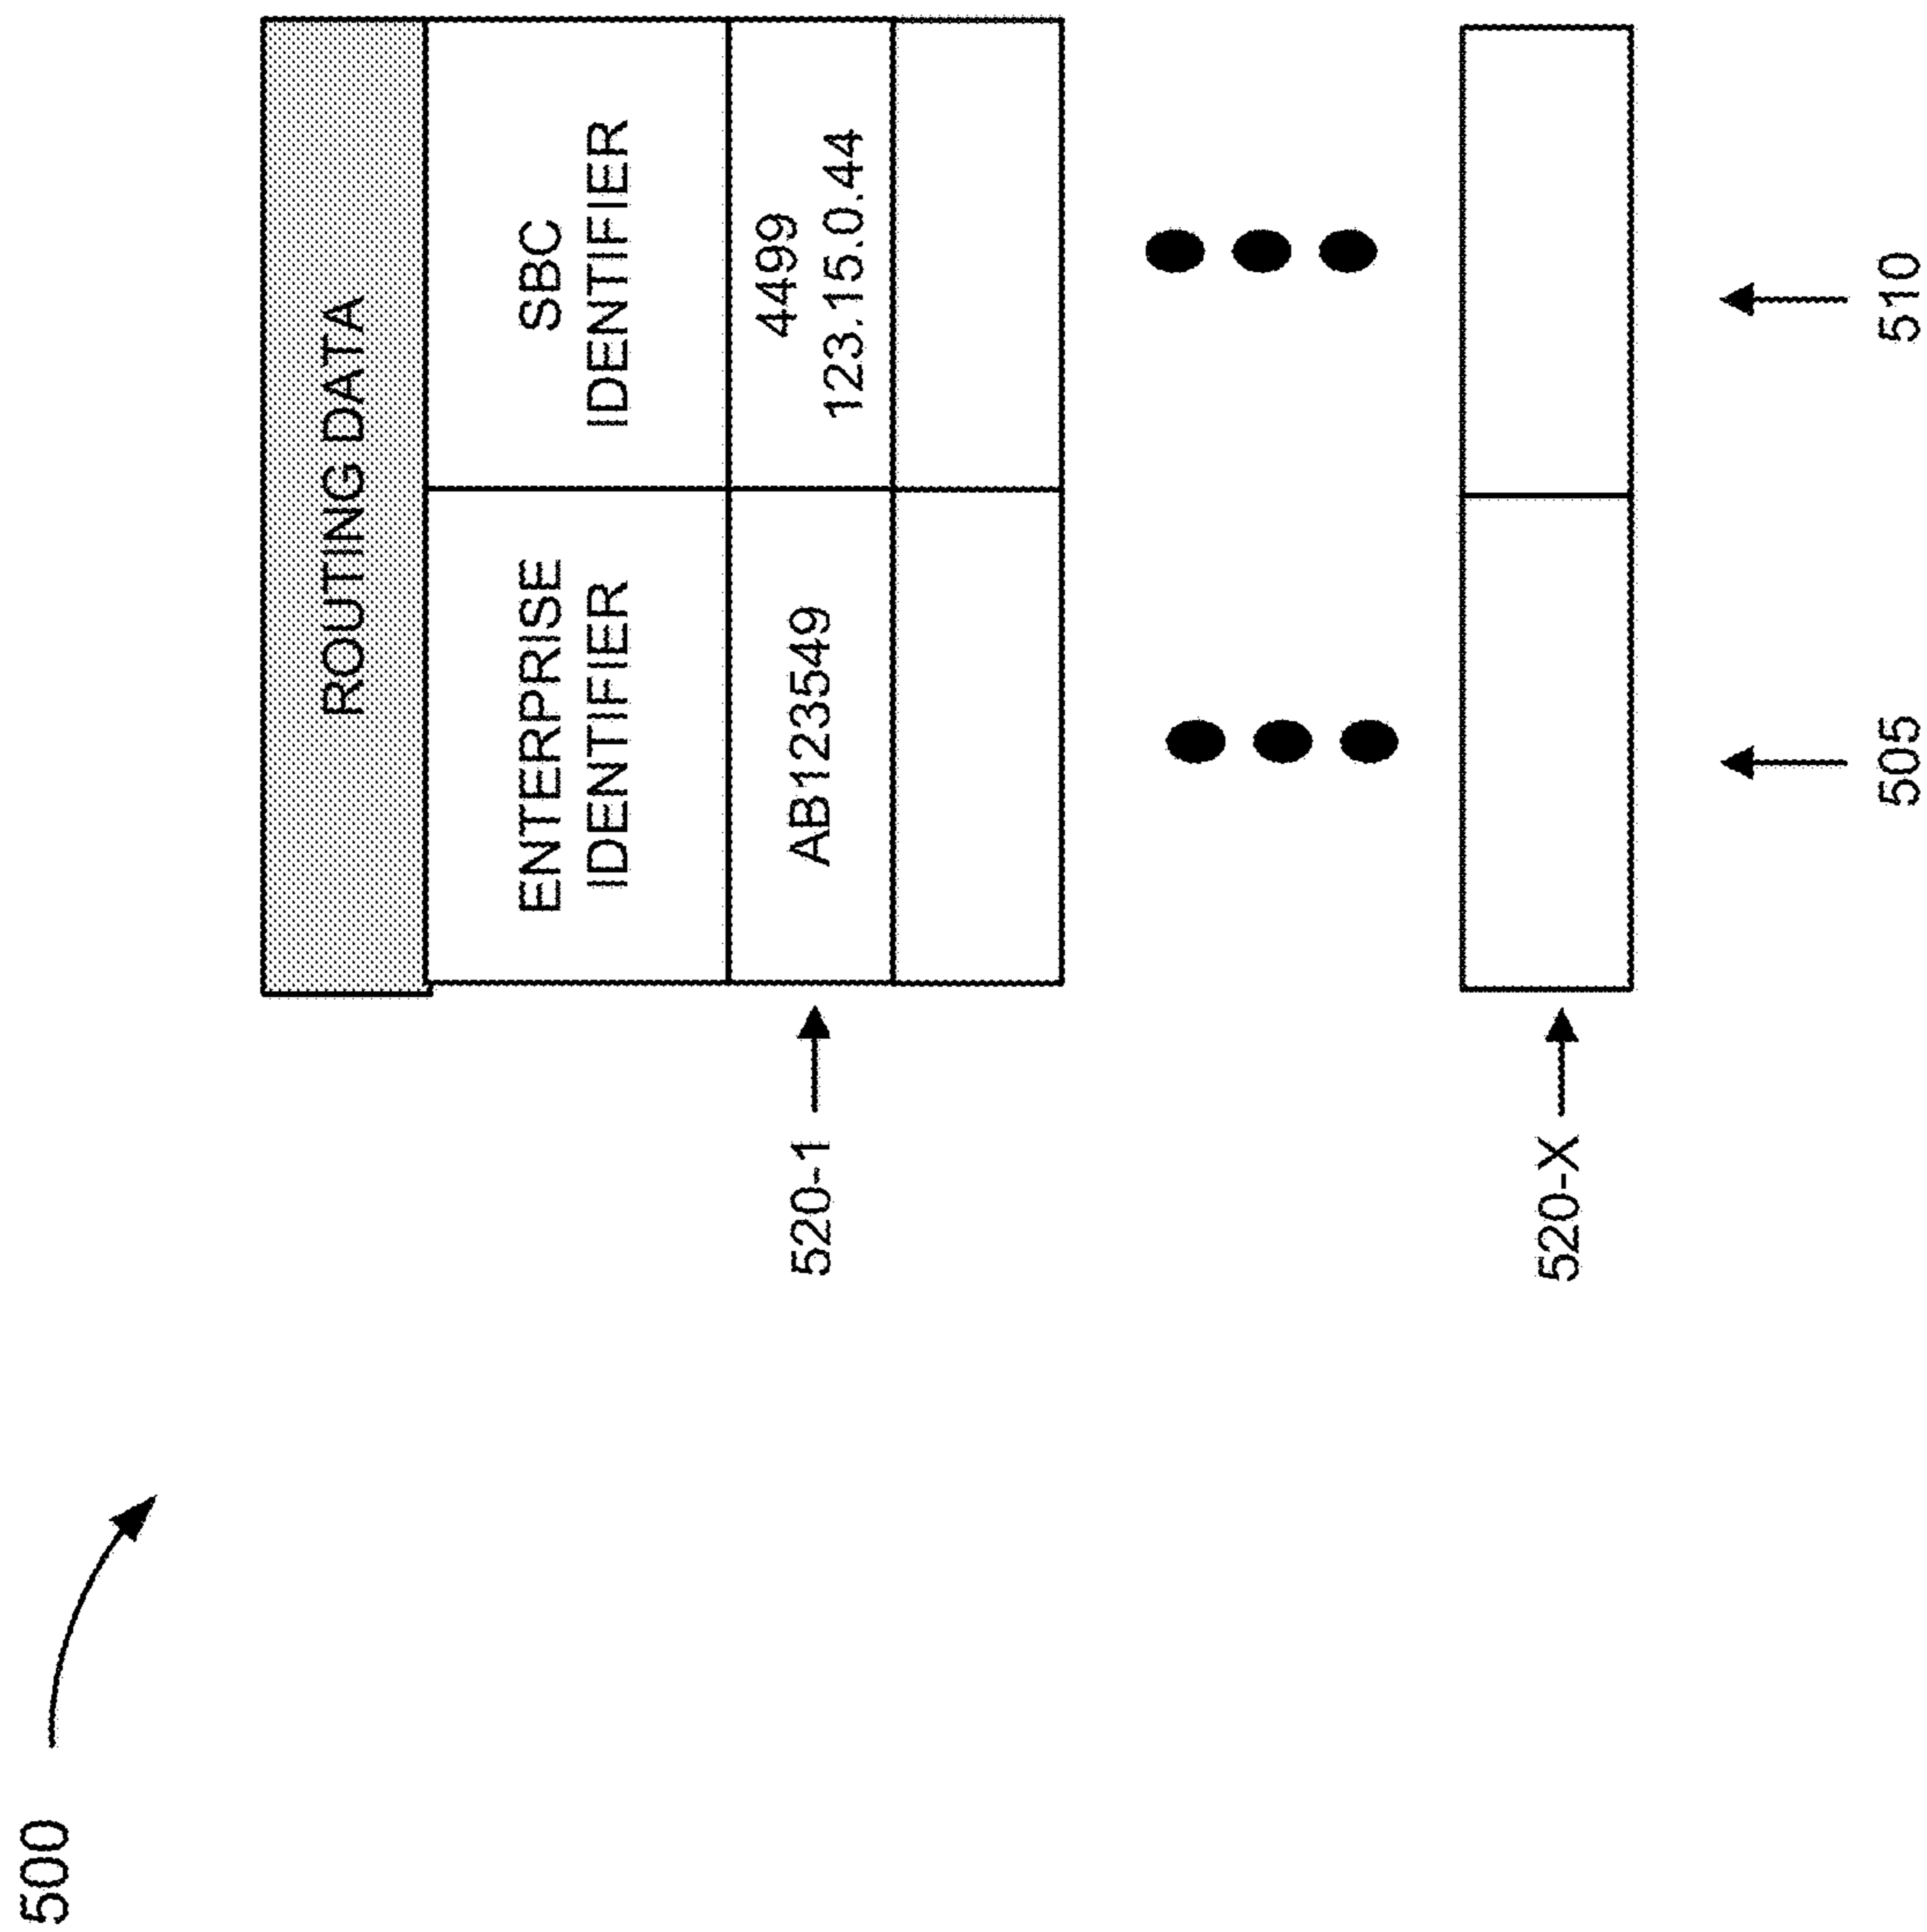 500
ROUTING DATA
ENTERPRISE
IDENTIFIER
SBC
IDENTIFIER
520-1
AB123549
4499
123.15.0.44
520-X
505
510